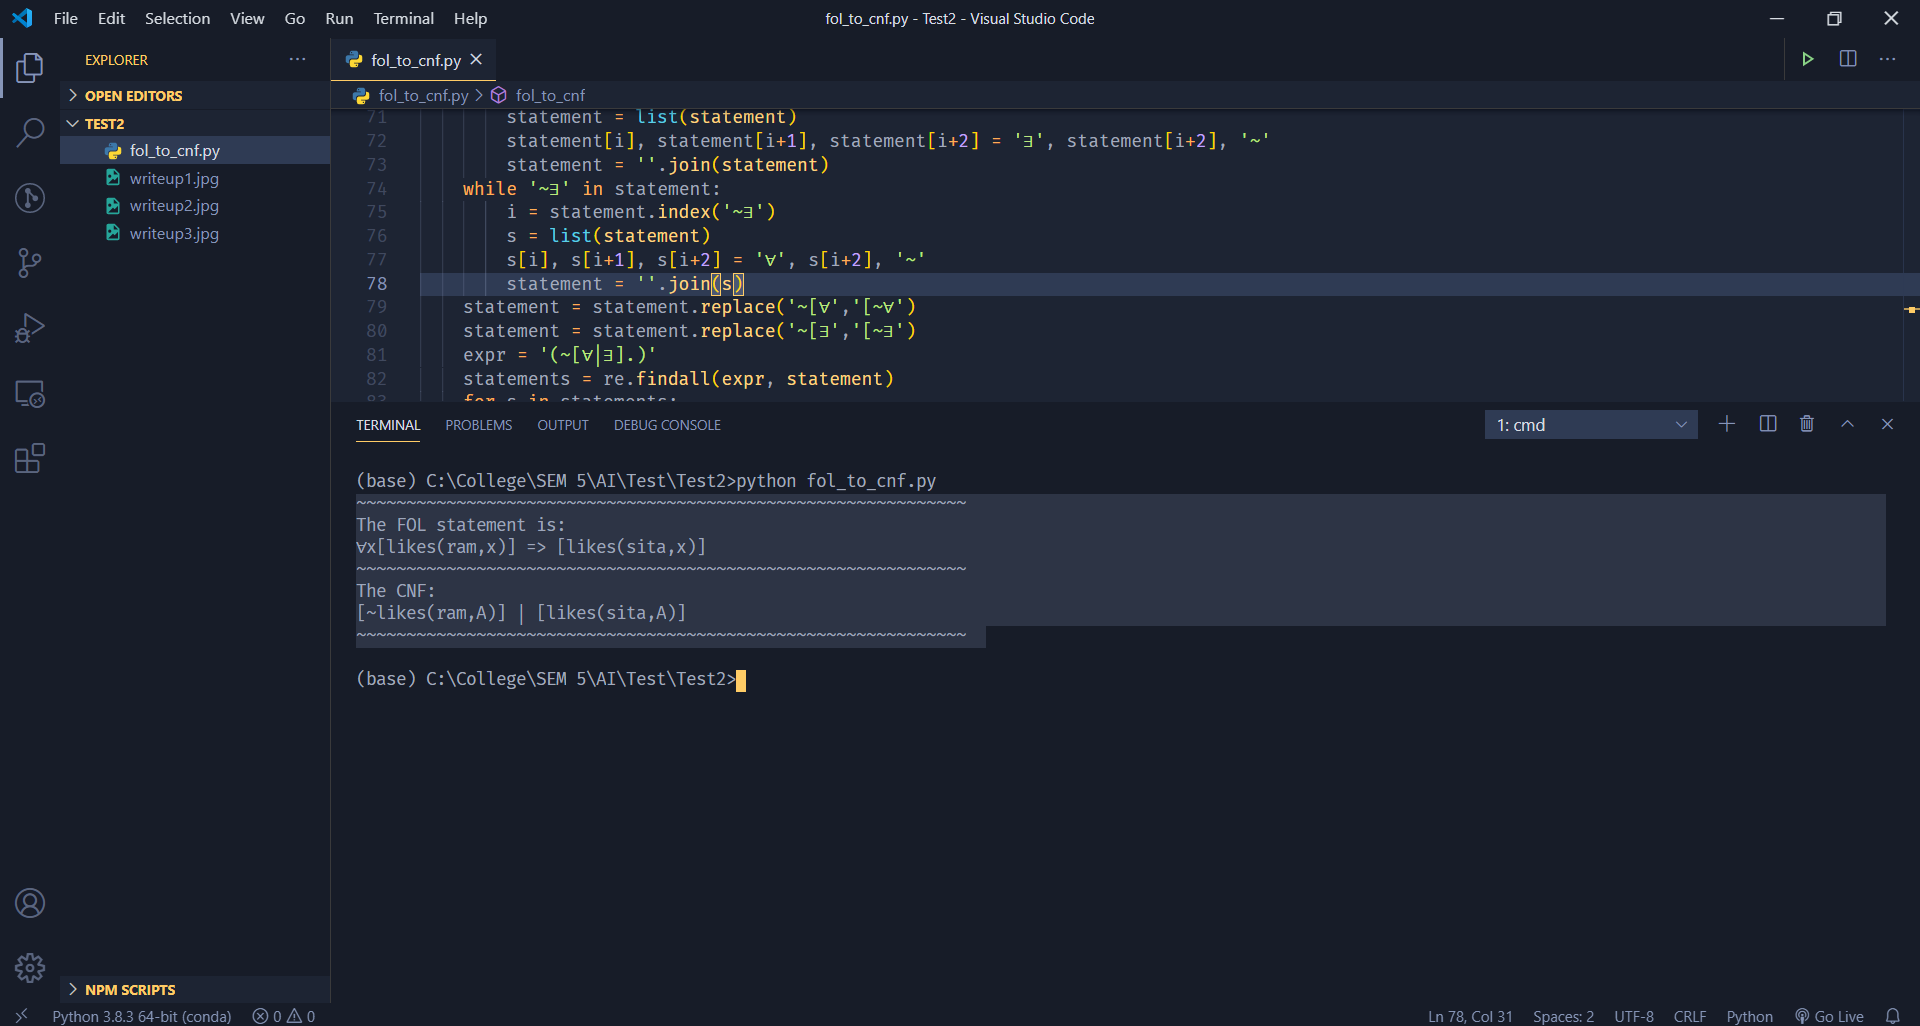 File Edit Selection View Go Run Terminal Help
fol_to_cnf.py - Test2 - Visual Studio Code
EXPLORER
OPEN EDITORS
TEST2
fol_to_cnf.py
writeup1.jpg
writeup2.jpg
writeup3.jpg
NPM SCRIPTS
fol_to_cnf.py
fol_to_cnf.py > fol_to_cnf
71 statement = list(statement)
72 statement[i], statement[i+1], statement[i+2] = '∃', statement[i+2], '~'
73 statement = ''.join(statement)
74 while '~∃' in statement:
75 i = statement.index('~∃')
76 s = list(statement)
77 s[i], s[i+1], s[i+2] = '∀', s[i+2], '~'
78 statement = ''.join(s)
79 statement = statement.replace('~[∀','[~∀')
80 statement = statement.replace('~[∃','[~∃')
81 expr = '(~[∀|∃].)'
82 statements = re.findall(expr, statement)
83 for s in statements:
TERMINAL PROBLEMS OUTPUT DEBUG CONSOLE
1: cmd
(base) C:\College\SEM 5\AI\Test\Test2>python fol_to_cnf.py
~~~~~~~~~~~~~~~~~~~~~~~~~~~~~~~~~~~~~~~~~~~~~~~~~~~~~~~~~~~~~
The FOL statement is:
∀x[likes(ram,x)] => [likes(sita,x)]
~~~~~~~~~~~~~~~~~~~~~~~~~~~~~~~~~~~~~~~~~~~~~~~~~~~~~~~~~~~~~
The CNF:
[~likes(ram,A)] | [likes(sita,A)]
~~~~~~~~~~~~~~~~~~~~~~~~~~~~~~~~~~~~~~~~~~~~~~~~~~~~~~~~~~~~~
(base) C:\College\SEM 5\AI\Test\Test2>
Python 3.8.3 64-bit (conda) 0 0
Ln 78, Col 31 Spaces: 2 UTF-8 CRLF Python Go Live